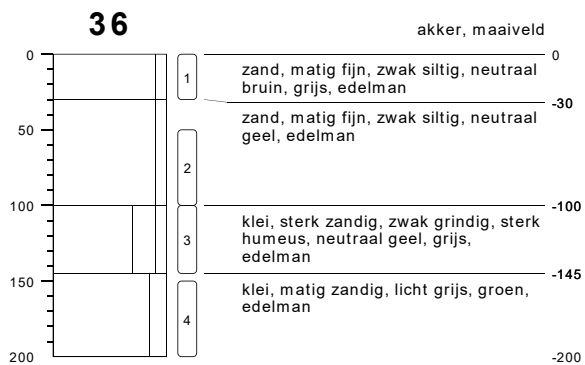 36
akker, maaiveld
0
0
1
zand, matig fijn, zwak siltig, neutraal
bruin, grijs, edelman
-30
zand, matig fijn, zwak siltig, neutraal
geel, edelman
50
2
100
-100
3
klei, sterk zandig, zwak grindig, sterk
humeus, neutraal geel, grijs,
edelman
150
-145
klei, matig zandig, licht grijs, groen,
edelman
4
200
-200